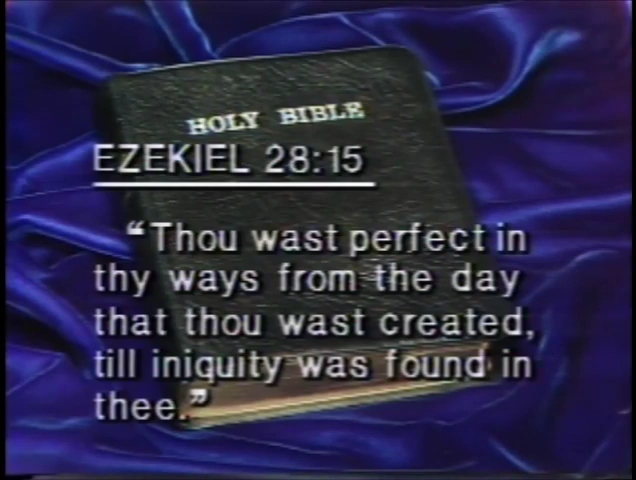 HOLY BIBLE
EZEKIEL 28:15
“Thou wast perfect in
thy ways from the day
that thou wast created,
till iniquity was found in
thee.”